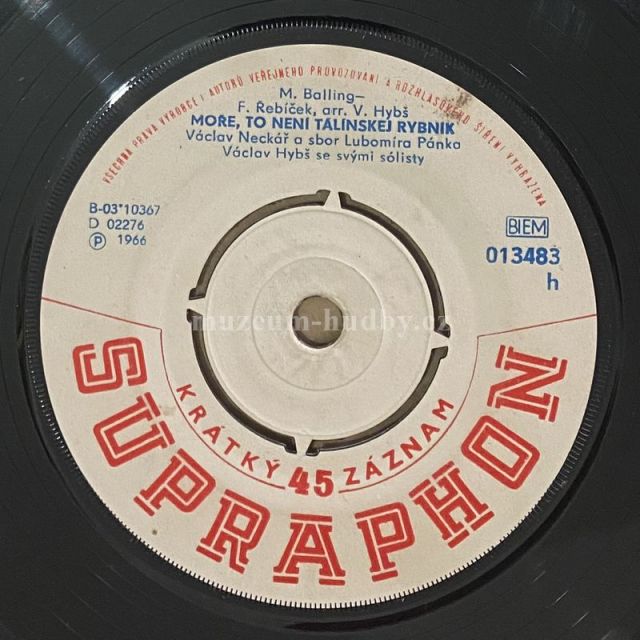 VŠECHNA PRÁVA VÝROBCE I AUTORŮ VEŘEJNÉHO PROVOZOVÁNÍ A ROZHLASOVÉHO ŠÍŘENÍ VYHRAZENA
M. Balling–
F. Řebíček, arr. V. Hybš
MOŘE, TO NENÍ TÁLÍNSKEJ RYBNÍK
Václav Neckář a sbor Lubomíra Pánka
Václav Hybš se svými sólisty
B-03*10367
D 02276
Ⓟ 1966
BIEM
013483
h
muzeum-hudby.cz
KRÁTKÝ 45 ZÁZNAM
SUPRAPHON